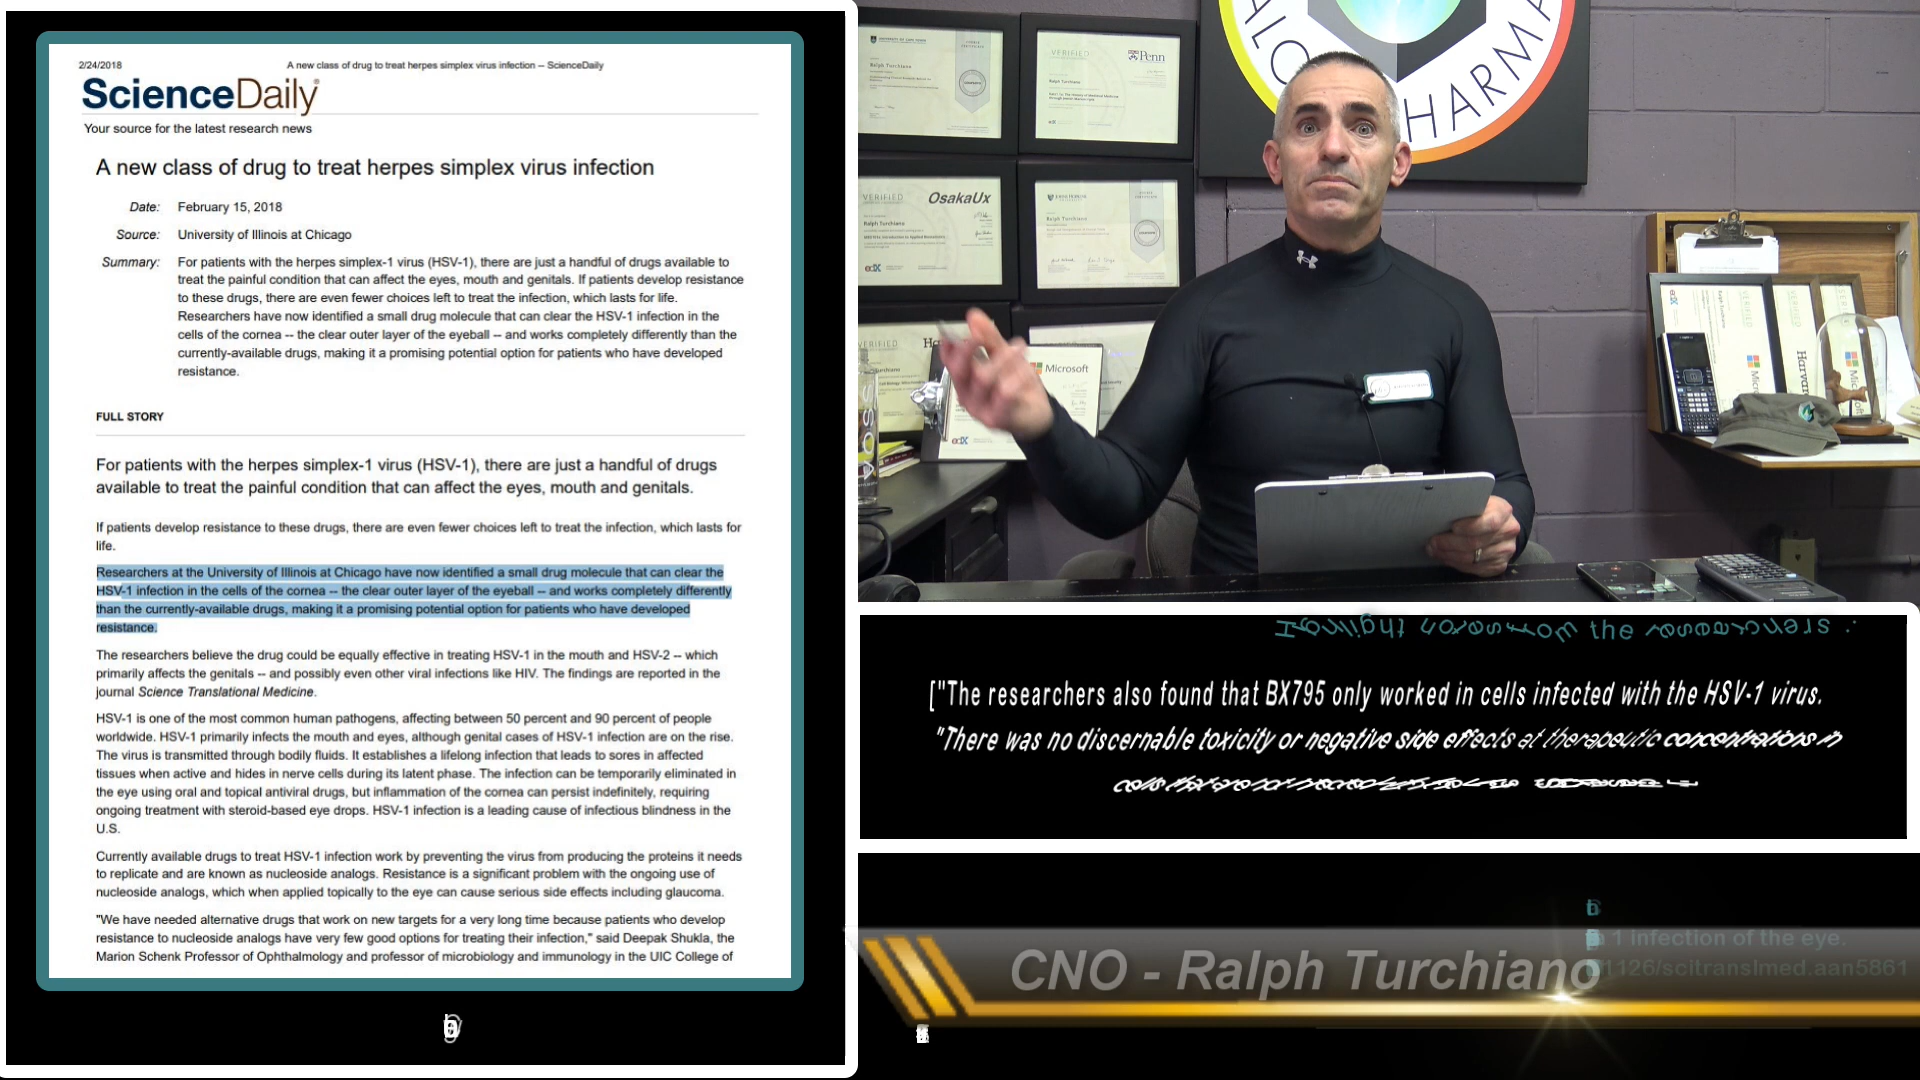 2/24/2018
A new class of drug to treat herpes simplex virus infection -- ScienceDaily
ScienceDaily
Your source for the latest research news
A new class of drug to treat herpes simplex virus infection
Date: February 15, 2018
Source: University of Illinois at Chicago
Summary: For patients with the herpes simplex-1 virus (HSV-1), there are just a handful of drugs available to
treat the painful condition that can affect the eyes, mouth and genitals. If patients develop resistance
to these drugs, there are even fewer choices left to treat the infection, which lasts for life.
Researchers have now identified a small drug molecule that can clear the HSV-1 infection in the
cells of the cornea -- the clear outer layer of the eyeball -- and works completely differently than the
currently-available drugs, making it a promising potential option for patients who have developed
resistance.
FULL STORY
For patients with the herpes simplex-1 virus (HSV-1), there are just a handful of drugs
available to treat the painful condition that can affect the eyes, mouth and genitals.
If patients develop resistance to these drugs, there are even fewer choices left to treat the infection, which lasts for
life.
Researchers at the University of Illinois at Chicago have now identified a small drug molecule that can clear the
HSV-1 infection in the cells of the cornea -- the clear outer layer of the eyeball -- and works completely differently
than the currently-available drugs, making it a promising potential option for patients who have developed
resistance.
The researchers believe the drug could be equally effective in treating HSV-1 in the mouth and HSV-2 -- which
primarily affects the genitals -- and possibly even other viral infections like HIV. The findings are reported in the
journal Science Translational Medicine.
HSV-1 is one of the most common human pathogens, affecting between 50 percent and 90 percent of people
worldwide. HSV-1 primarily infects the mouth and eyes, although genital cases of HSV-1 infection are on the rise.
The virus is transmitted through bodily fluids. It establishes a lifelong infection that leads to sores in affected
tissues when active and hides in nerve cells during its latent phase. The infection can be temporarily eliminated in
the eye using oral and topical antiviral drugs, but inflammation of the cornea can persist indefinitely, requiring
ongoing treatment with steroid-based eye drops. HSV-1 infection is a leading cause of infectious blindness in the
U.S.
Currently available drugs to treat HSV-1 infection work by preventing the virus from producing the proteins it needs
to replicate and are known as nucleoside analogs. Resistance is a significant problem with the ongoing use of
nucleoside analogs, which when applied topically to the eye can cause serious side effects including glaucoma.
"We have needed alternative drugs that work on new targets for a very long time because patients who develop
resistance to nucleoside analogs have very few good options for treating their infection," said Deepak Shukla, the
Marion Schenk Professor of Ophthalmology and professor of microbiology and immunology in the UIC College of
VERIFIED
Penn
Ralph Turchiano
Ralph Turchiano
edX
VERIFIED
OsakaUx
Ralph Turchiano
edX
Ralph Turchiano
VERIFIED
Microsoft
edX
HARMA
Harvar
the researchers :
["The researchers also found that BX795 only worked in cells infected with the HSV-1 virus.
"There was no discernable toxicity or negative side effects at therapeutic concentrations in
1 infection of the eye.
1126/scitranslmed.aan5861
CNO - Ralph Turchiano